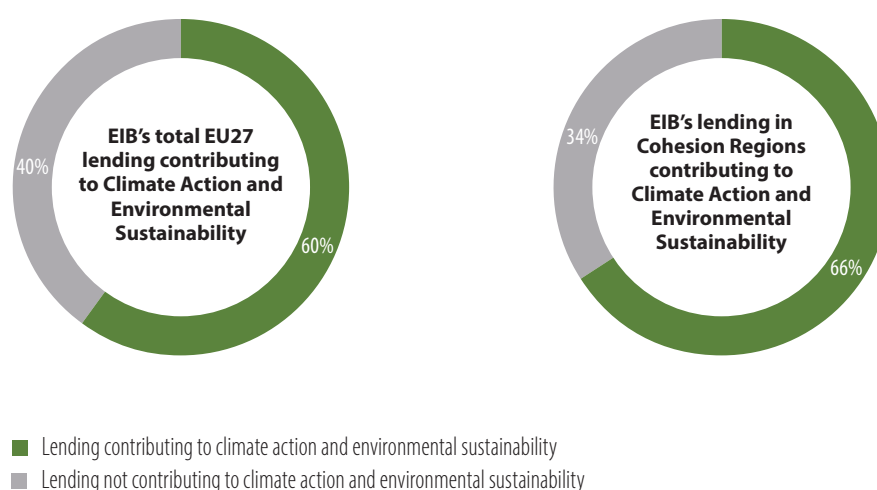 EIB's total EU27
lending contributing
to Climate Action and
Environmental
Sustainability
40%
60%
EIB's lending in
Cohesion Regions
contributing to
Climate Action and
Environmental
Sustainability
34%
66%
Lending contributing to climate action and environmental sustainability
Lending not contributing to climate action and environmental sustainability